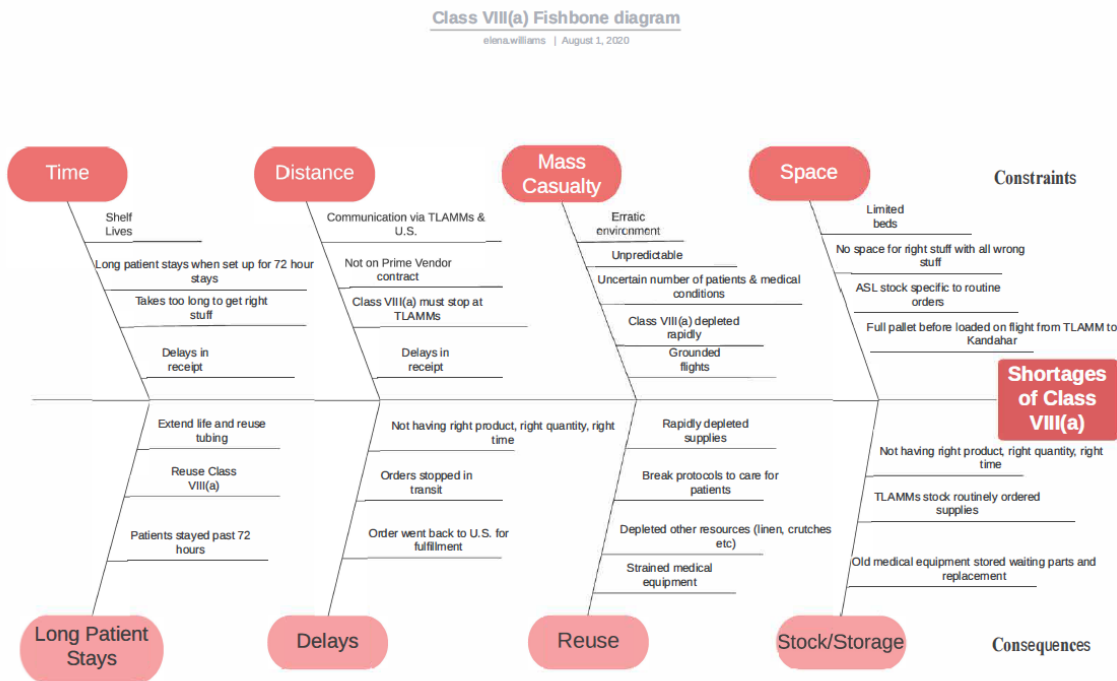 Class VIII(a) Fishbone diagram
elena.williams | August 1, 2020
Time
Distance
Mass
Casualty
Space
Constraints
Shelf
Lives
Long patient stays when set up for 72 hour
stays
Takes too long to get right
stuff
Delays in
receipt
Communication via TLAMMs &
U.S.
Not on Prime Vendor
contract
Class VIII(a) must stop at
TLAMMs
Delays in
receipt
Erratic
environment
Unpredictable
Uncertain number of patients & medical
conditions
Class VIII(a) depleted
rapidly
Grounded
flights
Limited
beds
No space for right stuff with all wrong
stuff
ASL stock specific to routine
orders
Full pallet before loaded on flight from TLAMM to
Kandahar
Shortages
of Class
VIII(a)
Extend life and reuse
tubing
Reuse Class
VIII(a)
Patients stayed past 72
hours
Not having right product, right quantity, right
time
Orders stopped in
transit
Order went back to U.S. for
fulfillment
Rapidly depleted
supplies
Break protocols to care for
patients
Depleted other resources (linen, crutches
etc)
Strained medical
equipment
Not having right product, right quantity, right
time
TLAMMs stock routinely ordered
supplies
Old medical equipment stored waiting parts and
replacement
Long Patient
Stays
Delays
Reuse
Stock/Storage
Consequences